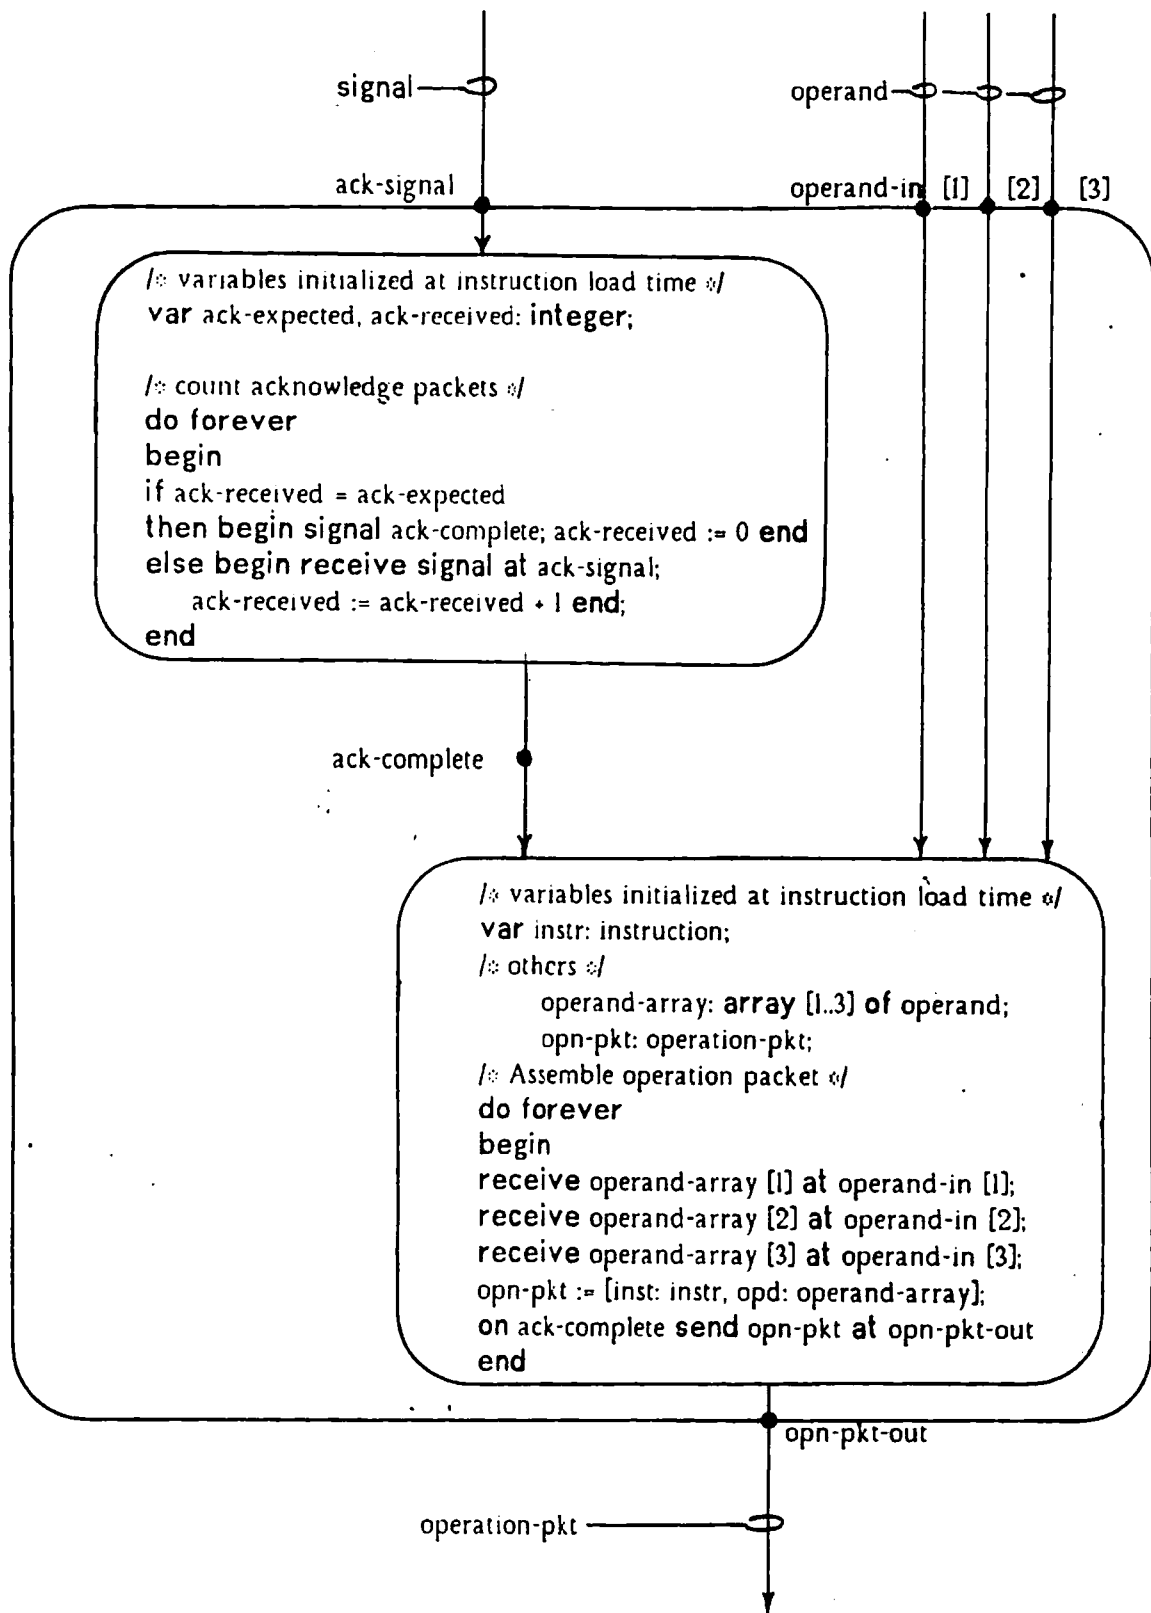 signal
operand
ack-signal
operand-in [1] [2] [3]
/* variables initialized at instruction load time */
var ack-expected, ack-received: integer;
/* count acknowledge packets */
do forever
begin
if ack-received = ack-expected
then begin signal ack-complete; ack-received := 0 end
else begin receive signal at ack-signal;
ack-received := ack-received + 1 end;
end
ack-complete
/* variables initialized at instruction load time */
var instr: instruction;
/* others */
operand-array: array [1..3] of operand;
opn-pkt: operation-pkt;
/* Assemble operation packet */
do forever
begin
receive operand-array [1] at operand-in [1];
receive operand-array [2] at operand-in [2];
receive operand-array [3] at operand-in [3];
opn-pkt := [inst: instr, opd: operand-array];
on ack-complete send opn-pkt at opn-pkt-out
end
opn-pkt-out
operation-pkt